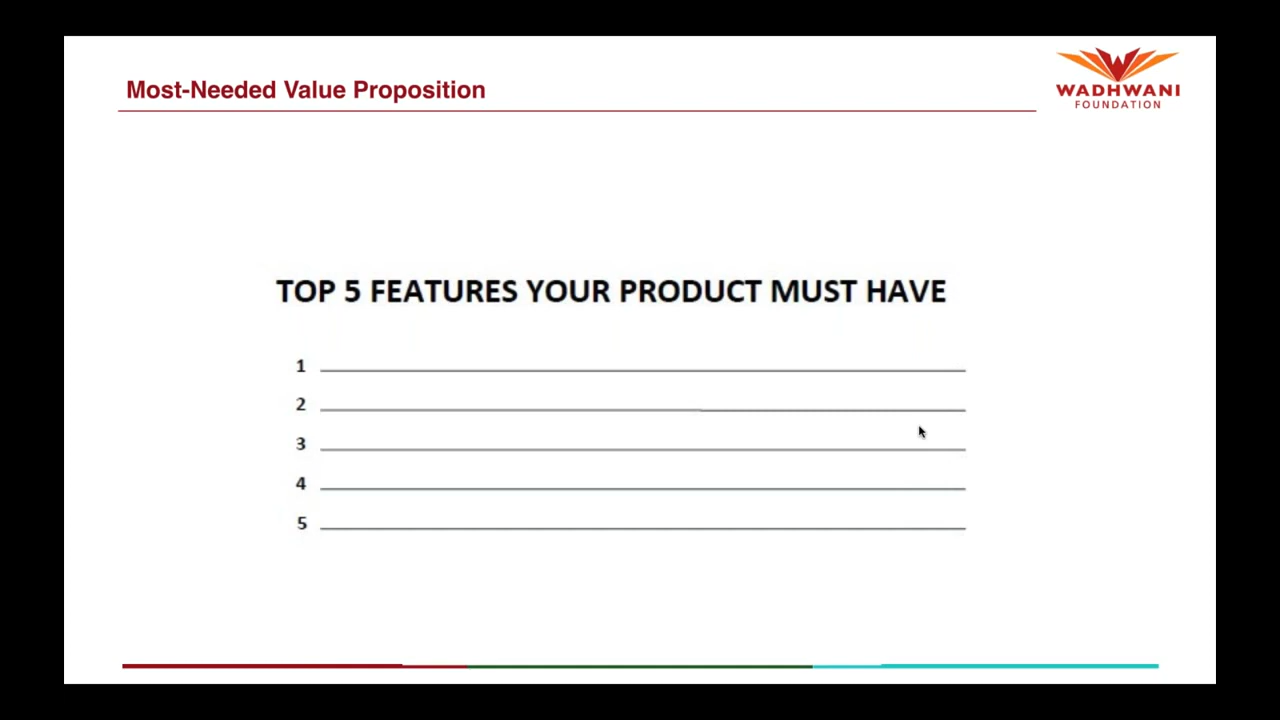 Most-Needed Value Proposition
WADHWANI
FOUNDATION
TOP 5 FEATURES YOUR PRODUCT MUST HAVE
1
2
3
4
5